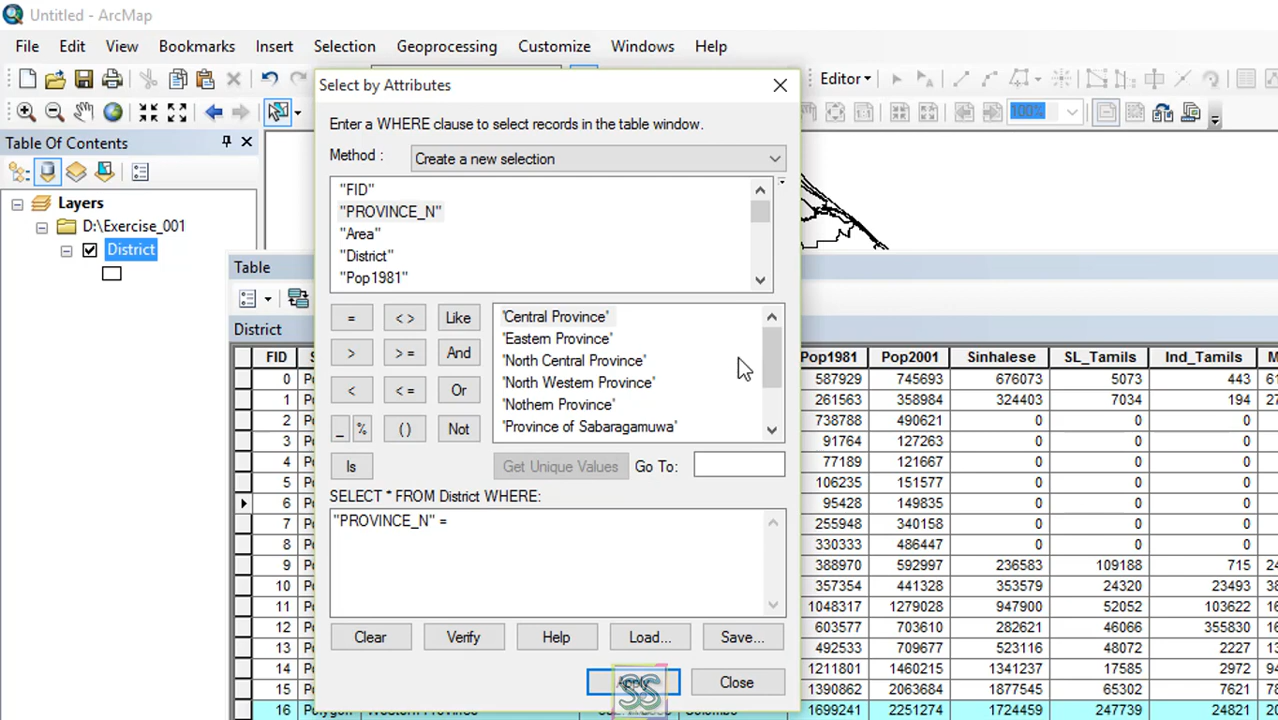 Untitled - ArcMap
File Edit View Bookmarks Insert Selection Geoprocessing Customize Windows Help
Editor
100%
Table Of Contents
Layers
D:\Exercise_001
District
Select by Attributes
Enter a WHERE clause to select records in the table window.
Method : Create a new selection
"FID"
"PROVINCE_N"
"Area"
"District"
"Pop1981"
= <> Like
> >= And
< <= Or
_ % () Not
Is
'Central Province'
'Eastern Province'
'North Central Province'
'North Western Province'
'Nothern Province'
'Province of Sabaragamuwa'
Get Unique Values Go To:
SELECT * FROM District WHERE:
"PROVINCE_N" =
Clear Verify Help Load... Save...
Apply Close
SS
Table
District
FID Pop1981 Pop2001 Sinhalese SL_Tamils Ind_Tamils
0 587929 745693 676073 5073 443
1 261563 358984 324403 7034 194
2 738788 490621 0 0 0
3 91764 127263 0 0 0
4 77189 121667 0 0 0
5 106235 151577 0 0 0
6 95428 149835 0 0 0
7 255948 340158 0 0 0
8 330333 486447 0 0 0
9 388970 592997 236583 109188 715
10 357354 441328 353579 24320 23493
11 1048317 1279028 947900 52052 103622
12 603577 703610 282621 46066 355830
13 492533 709677 523116 48072 2227
14 1211801 1460215 1341237 17585 2972
15 1390862 2063684 1877545 65302 7621
16 Polygon Western Province Colombo 1699241 2251274 1724459 247739 24821